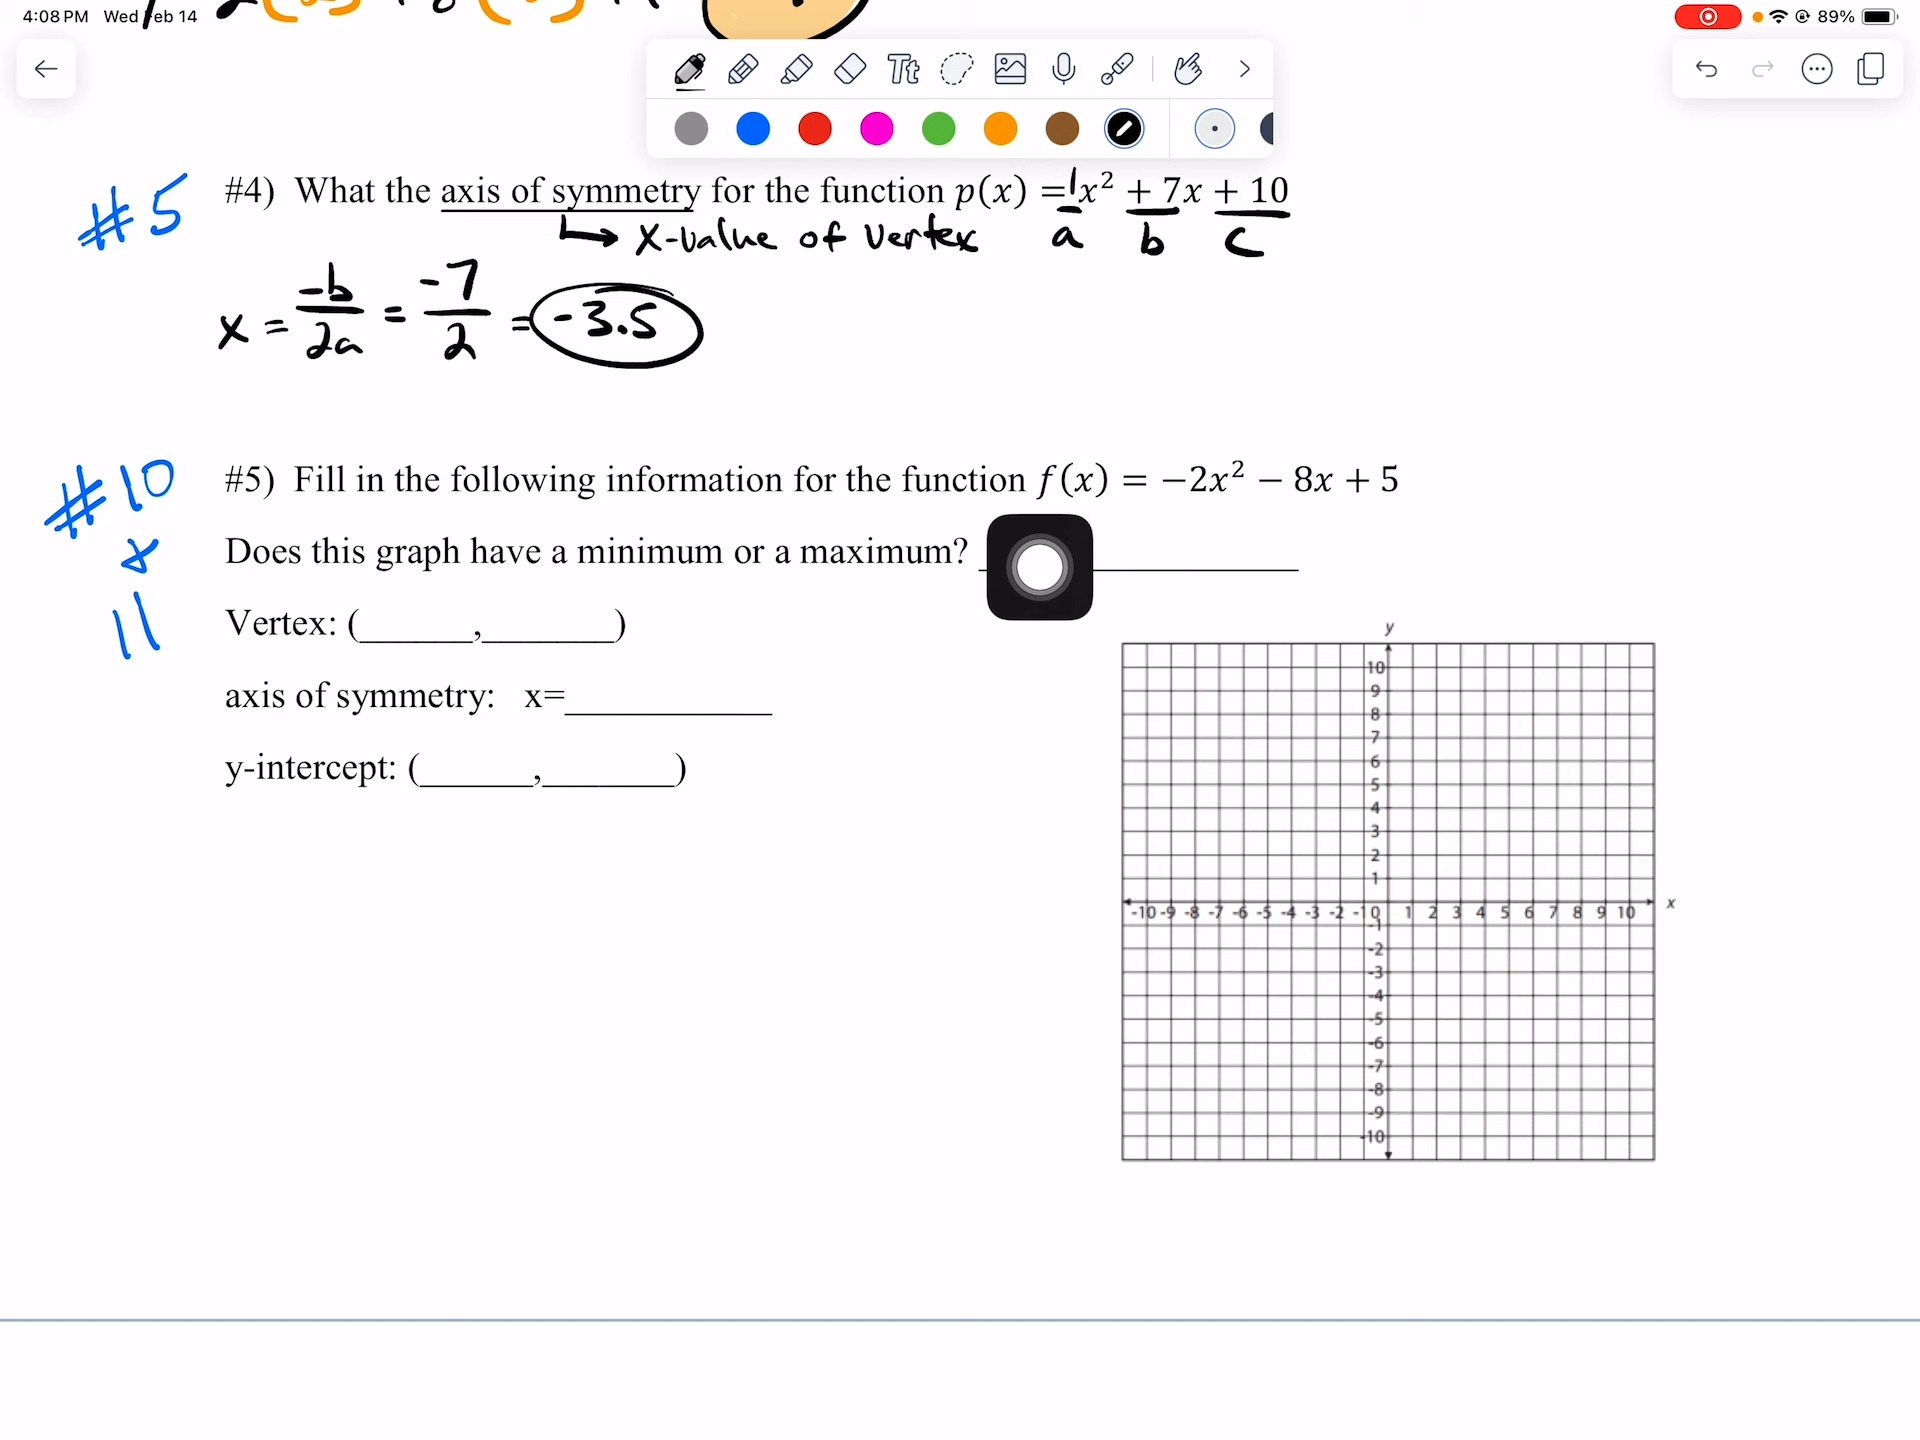 4:08 PM Wed Feb 14
89%
Tt
#5
#4) What the axis of symmetry for the function p(x) = 1x² + 7x + 10
↳ x-value of vertex a b c
x = -b/2a = -7/2 = -3.5
#10
&
11
#5) Fill in the following information for the function f(x) = −2x² − 8x + 5
Does this graph have a minimum or a maximum?
Vertex: (______,_______)
axis of symmetry: x=___________
y-intercept: (______,_______)
y
10
9
8
7
6
5
4
3
2
1
-10 -9 -8 -7 -6 -5 -4 -3 -2 -1 0 1 2 3 4 5 6 7 8 9 10 x
-1
-2
-3
-4
-5
-6
-7
-8
-9
-10